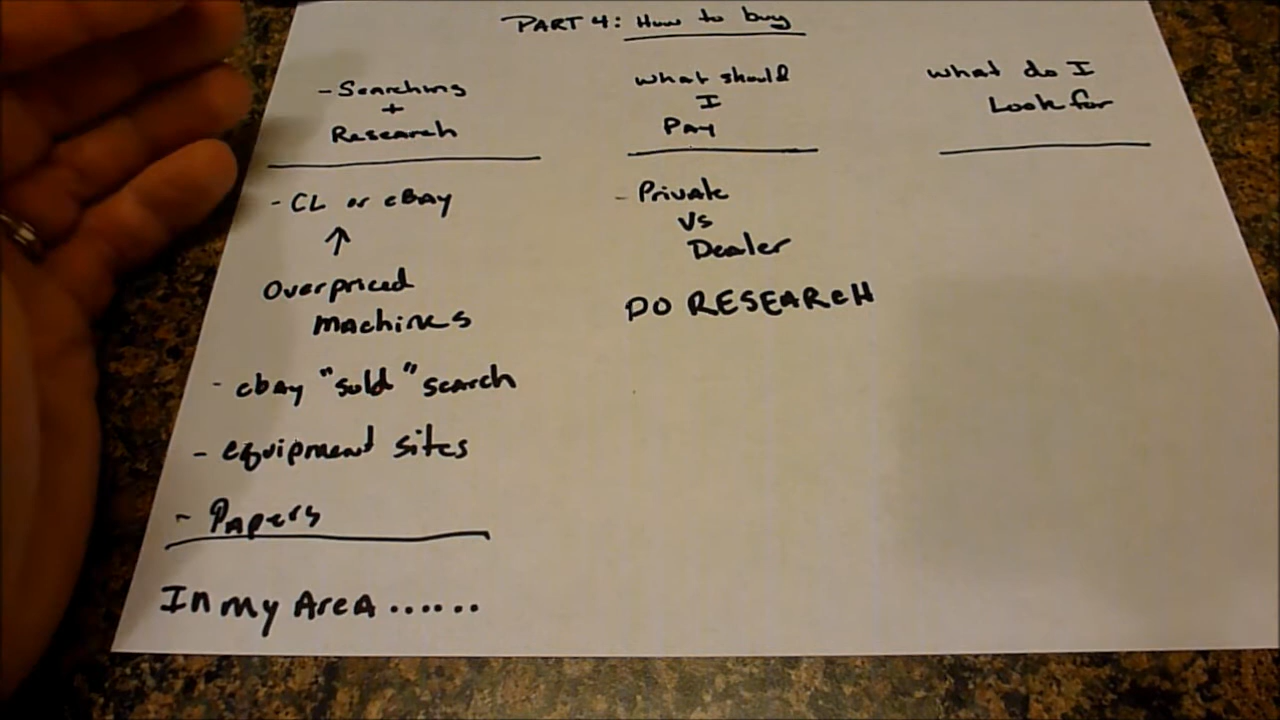 PART 4: How to buy
- Searching
+
Research
- CL or eBay
↑
Overpriced
machines
- ebay "sold" search
- equipment sites
- Papers
In my Area ......
what should
I
Pay
- Private
Vs
Dealer
DO RESEARCH
what do I
Look for